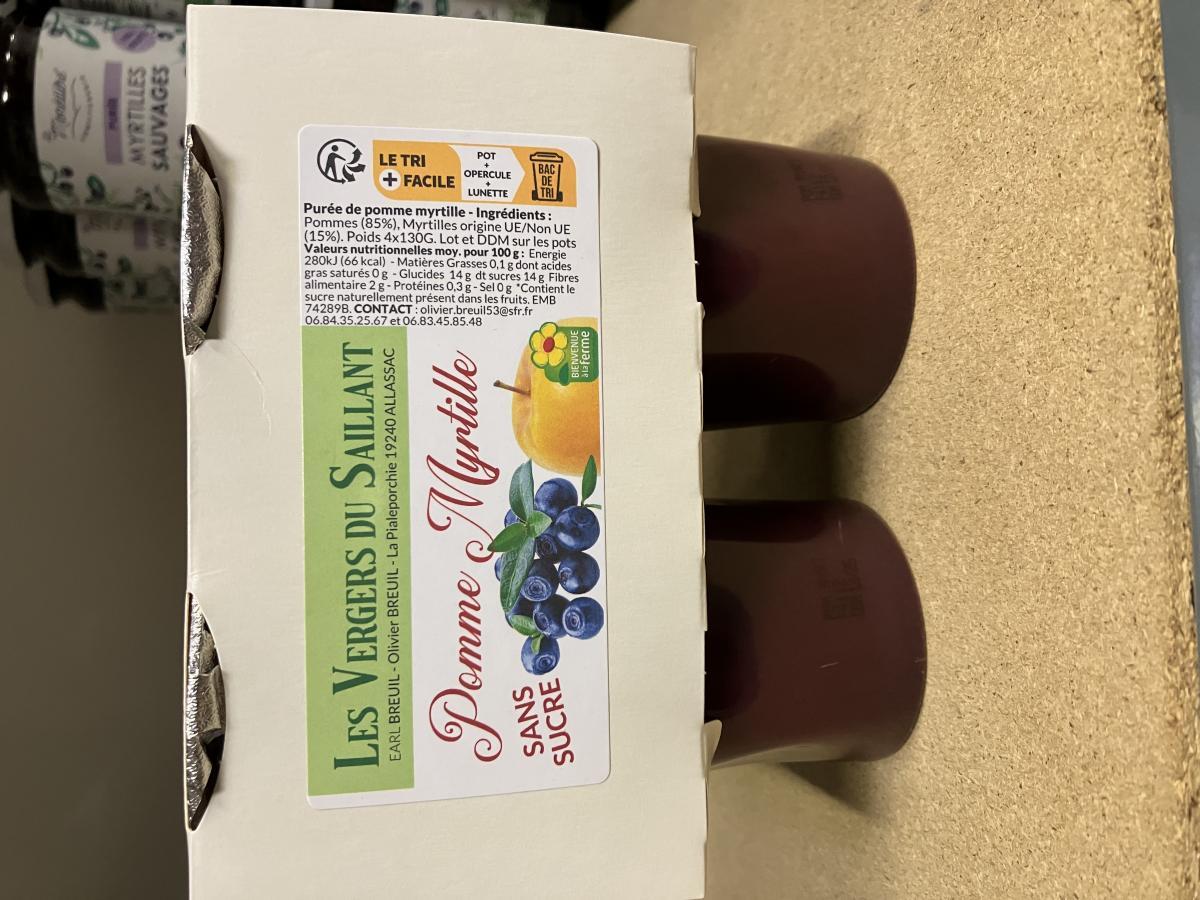 LES VERGERS DU SAILLANT
EARL BREUIL - Olivier BREUIL - La Pialeporchie 19240 ALLASSAC
Pomme Myrtille
SANS
SUCRE
BIENVENUE
à la ferme
LE TRI
+ FACILE
POT
+
OPERCULE
+
LUNETTE
BAC
DE
TRI
Purée de pomme myrtille - Ingrédients :
Pommes (85%), Myrtilles origine UE/Non UE
(15%). Poids 4x130G. Lot et DDM sur les pots
Valeurs nutritionnelles moy. pour 100 g : Energie
280kJ (66 kcal) - Matières Grasses 0,1 g dont acides
gras saturés 0 g - Glucides 14 g dt sucres 14 g Fibres
alimentaire 2 g - Protéines 0,3 g - Sel 0 g *Contient le
sucre naturellement présent dans les fruits. EMB
74289B. CONTACT : olivier.breuil53@sfr.fr
06.84.35.25.67 et 06.83.45.85.48
MYRTILLES
SAUVAGES